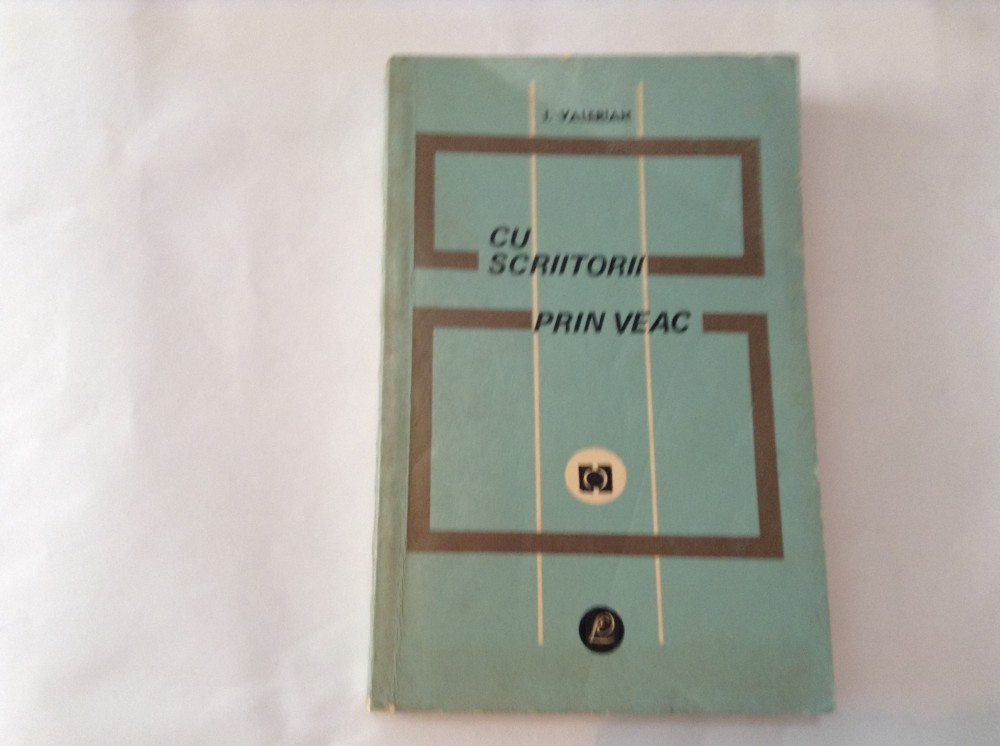 I. VALERIAN
CU
SCRIITORII
PRIN VEAC